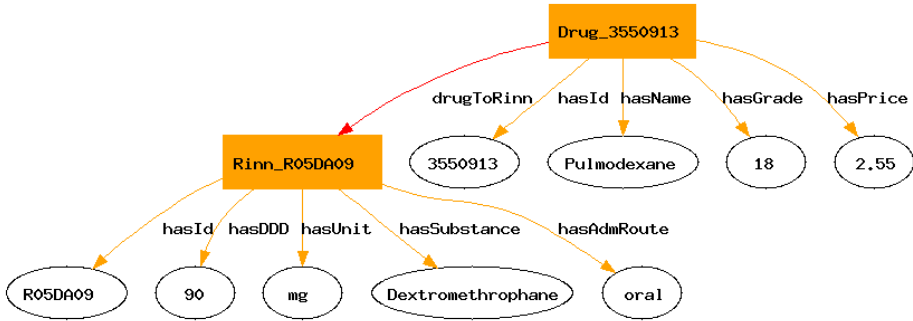 Drug_3550913
drugToRinn hasId hasName hasGrade hasPrice
Rinn_R05DA09 3550913 Pulmodexane 18 2.55
hasId hasDDD hasUnit hasSubstance hasAdmRoute
R05DA09 90 mg Dextromethrophane oral